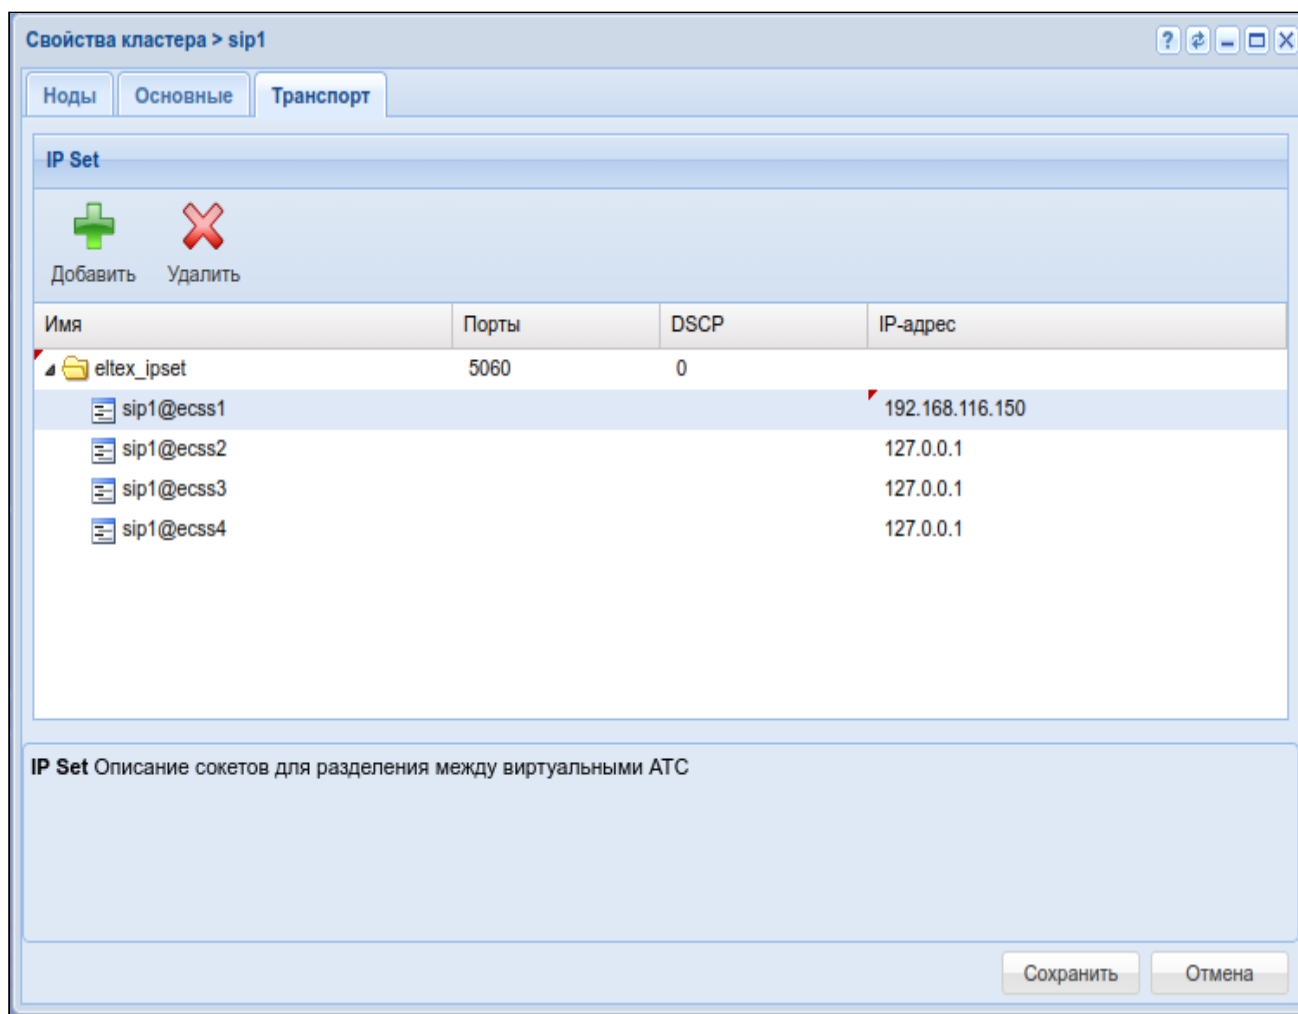 Свойства кластера > sip1
Ноды Основные Транспорт
IP Set
Добавить Удалить
Имя Порты DSCP IP-адрес
eltex_ipset 5060 0
sip1@ecss1 192.168.116.150
sip1@ecss2 127.0.0.1
sip1@ecss3 127.0.0.1
sip1@ecss4 127.0.0.1
IP Set Описание сокетов для разделения между виртуальными АТС
Сохранить Отмена